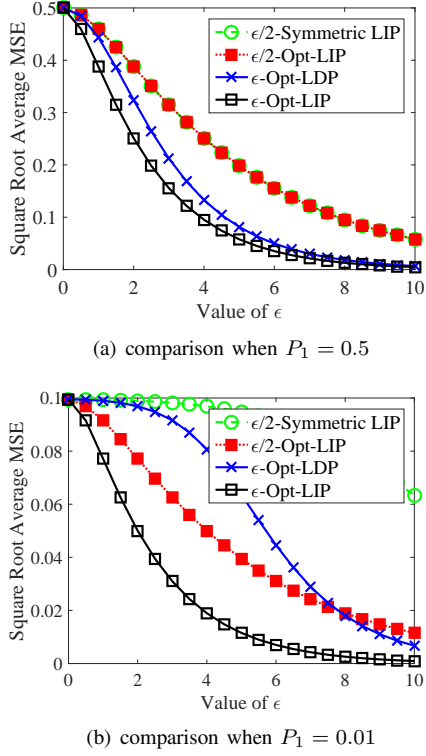 Square Root Average MSE
0.5
0.4
0.3
0.2
0.1
0
ϵ/2-Symmetric LIP
ϵ/2-Opt-LIP
ϵ-Opt-LDP
ϵ-Opt-LIP
0 2 4 6 8 10
Value of ϵ
(a) comparison when P₁ = 0.5
Square Root Average MSE
0.1
0.08
0.06
0.04
0.02
0
ϵ/2-Symmetric LIP
ϵ/2-Opt-LIP
ϵ-Opt-LDP
ϵ-Opt-LIP
0 2 4 6 8 10
Value of ϵ
(b) comparison when P₁ = 0.01